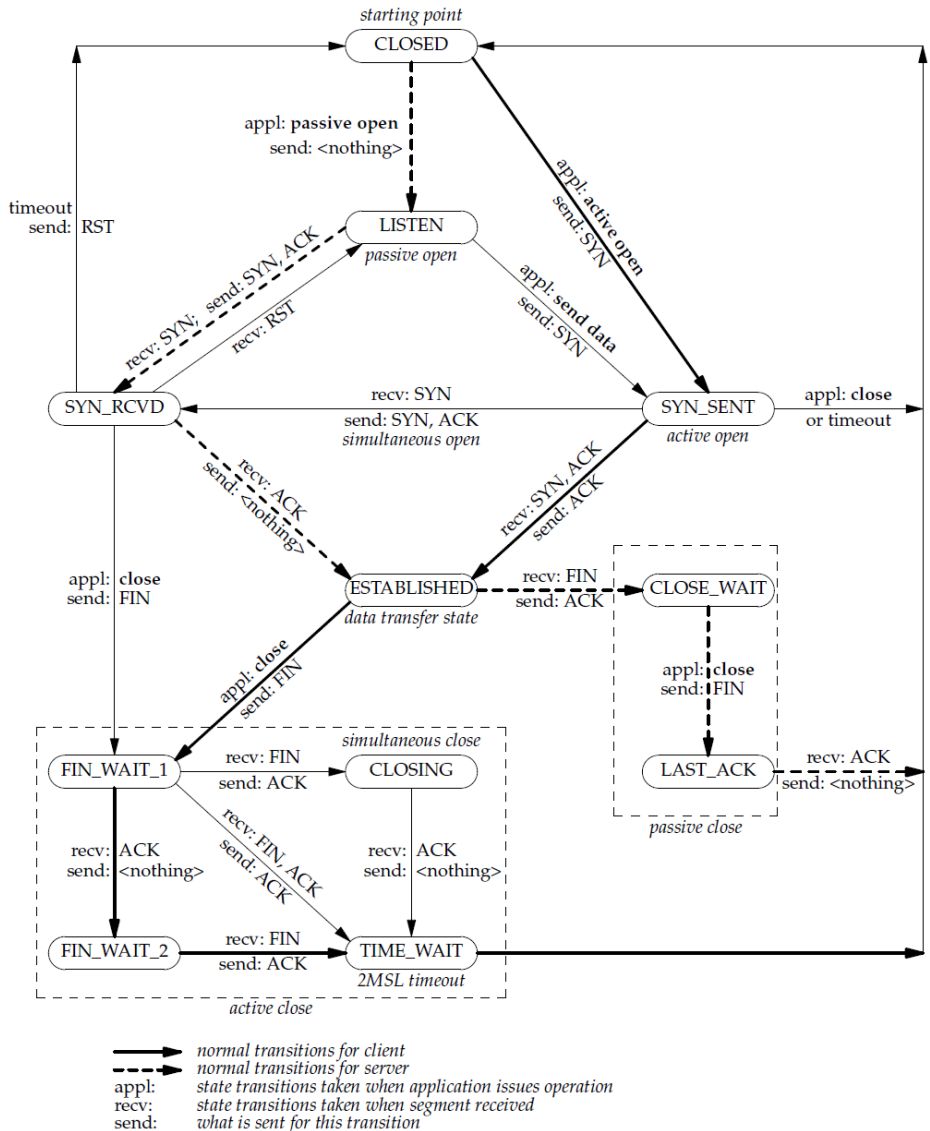 starting point
CLOSED
appl: passive open
send: <nothing>
appl: active open
send: SYN
timeout
send: RST
LISTEN
passive open
recv: SYN; send: SYN, ACK
recv: RST
appl: send data
send: SYN
SYN_RCVD
recv: SYN
send: SYN, ACK
simultaneous open
SYN_SENT
active open
appl: close
or timeout
recv: ACK
send: <nothing>
recv: SYN, ACK
send: ACK
appl: close
send: FIN
ESTABLISHED
data transfer state
recv: FIN
send: ACK
CLOSE_WAIT
appl: close
send: FIN
appl: close
send: FIN
simultaneous close
FIN_WAIT_1
recv: FIN
send: ACK
CLOSING
LAST_ACK
recv: ACK
send: <nothing>
passive close
recv: ACK
send: <nothing>
recv: FIN, ACK
send: ACK
recv: ACK
send: <nothing>
FIN_WAIT_2
recv: FIN
send: ACK
TIME_WAIT
2MSL timeout
active close
normal transitions for client
normal transitions for server
appl: state transitions taken when application issues operation
recv: state transitions taken when segment received
send: what is sent for this transition